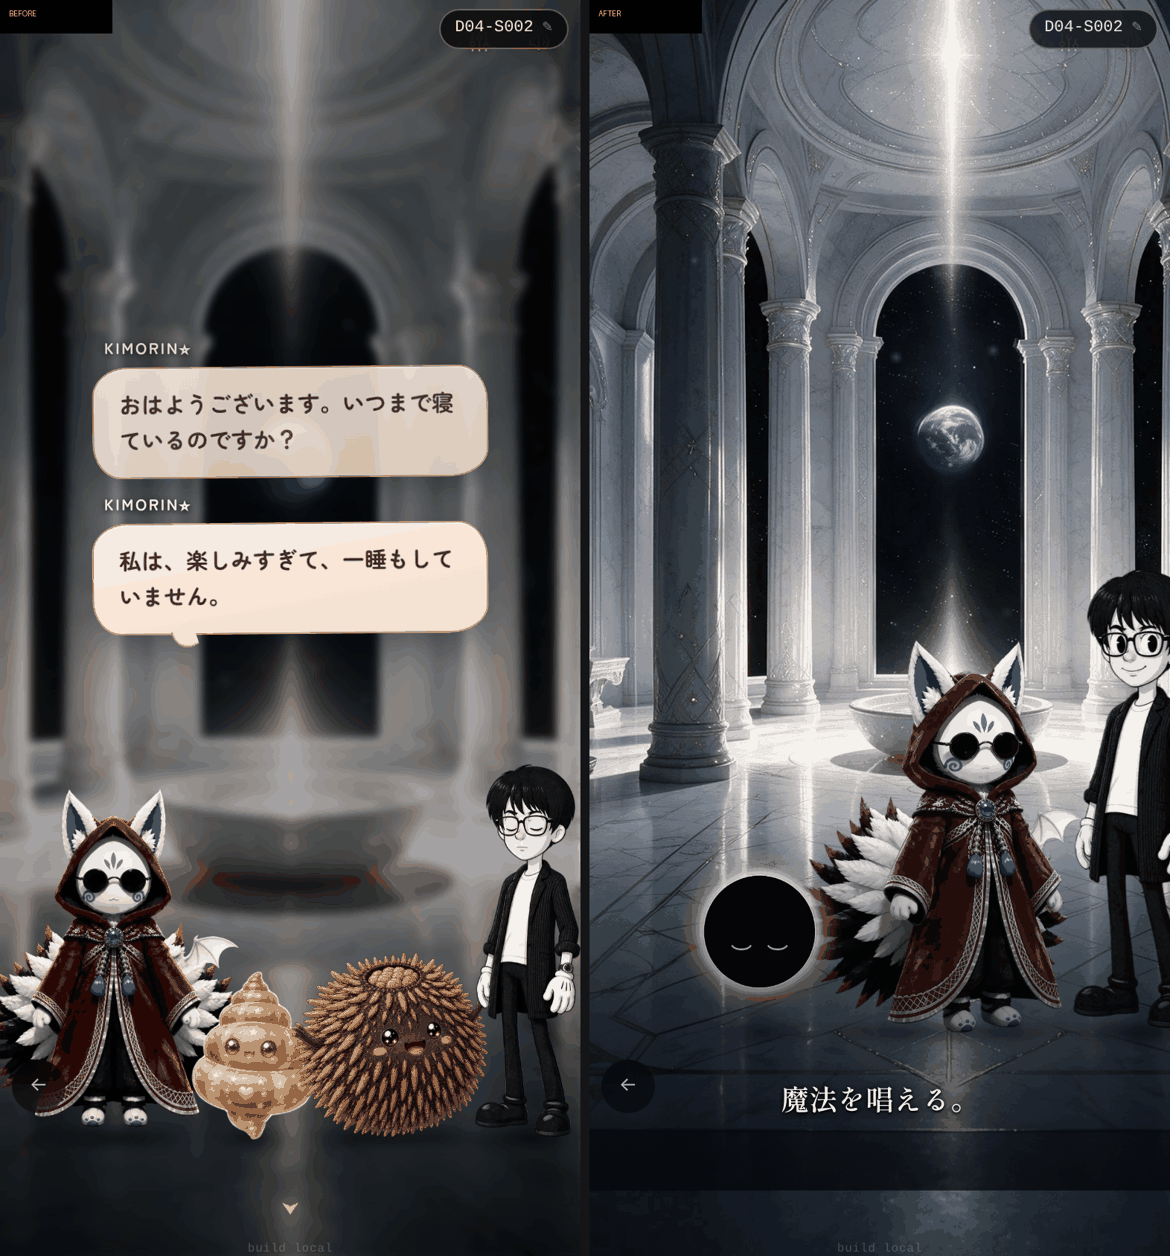 BEFORE
D04-S002 ✎
KIMORIN★
おはようございます。いつまで寝
ているのですか？
KIMORIN★
私は、楽しみすぎて、一睡もして
いません。
build local
AFTER
D04-S002 ✎
魔法を唱える。
build local